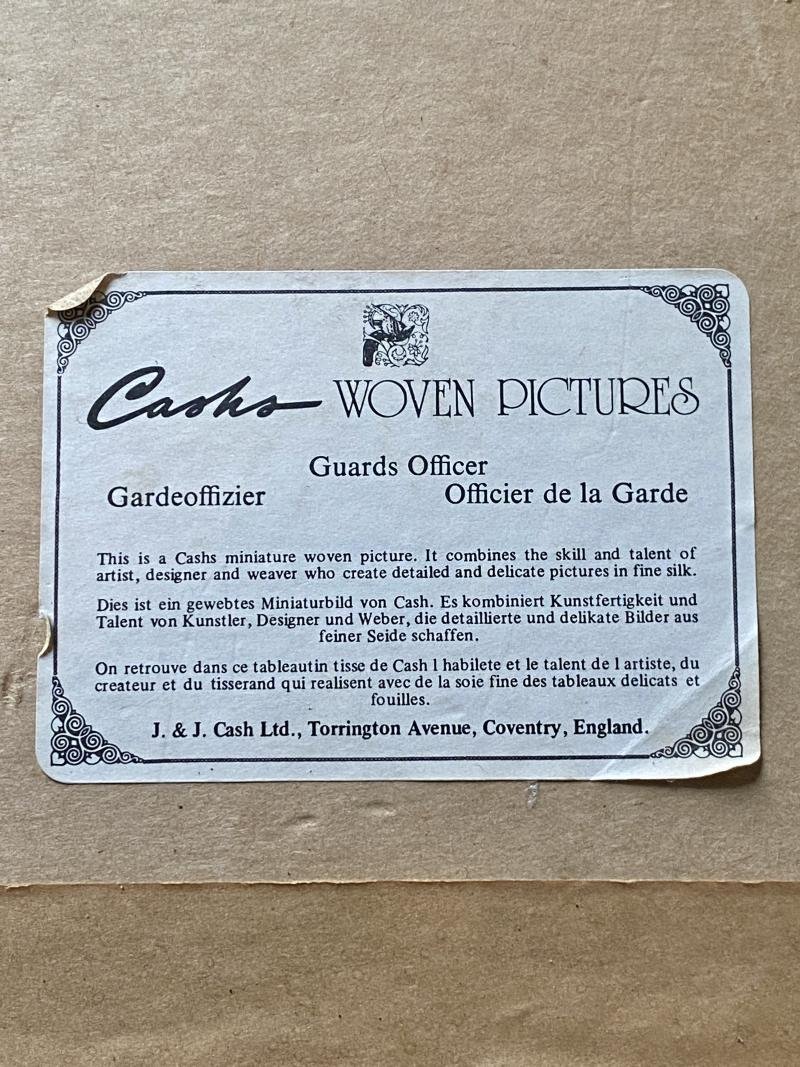 Cashs WOVEN PICTURES
Guards Officer
Gardeoffizier Officier de la Garde
This is a Cashs miniature woven picture. It combines the skill and talent of
artist, designer and weaver who create detailed and delicate pictures in fine silk.
Dies ist ein gewebtes Miniaturbild von Cash. Es kombiniert Kunstfertigkeit und
Talent von Kunstler, Designer und Weber, die detaillierte und delikate Bilder aus
feiner Seide schaffen.
On retrouve dans ce tableautin tisse de Cash l habilete et le talent de l artiste, du
createur et du tisserand qui realisent avec de la soie fine des tableaux delicats et
fouilles.
J. & J. Cash Ltd., Torrington Avenue, Coventry, England.